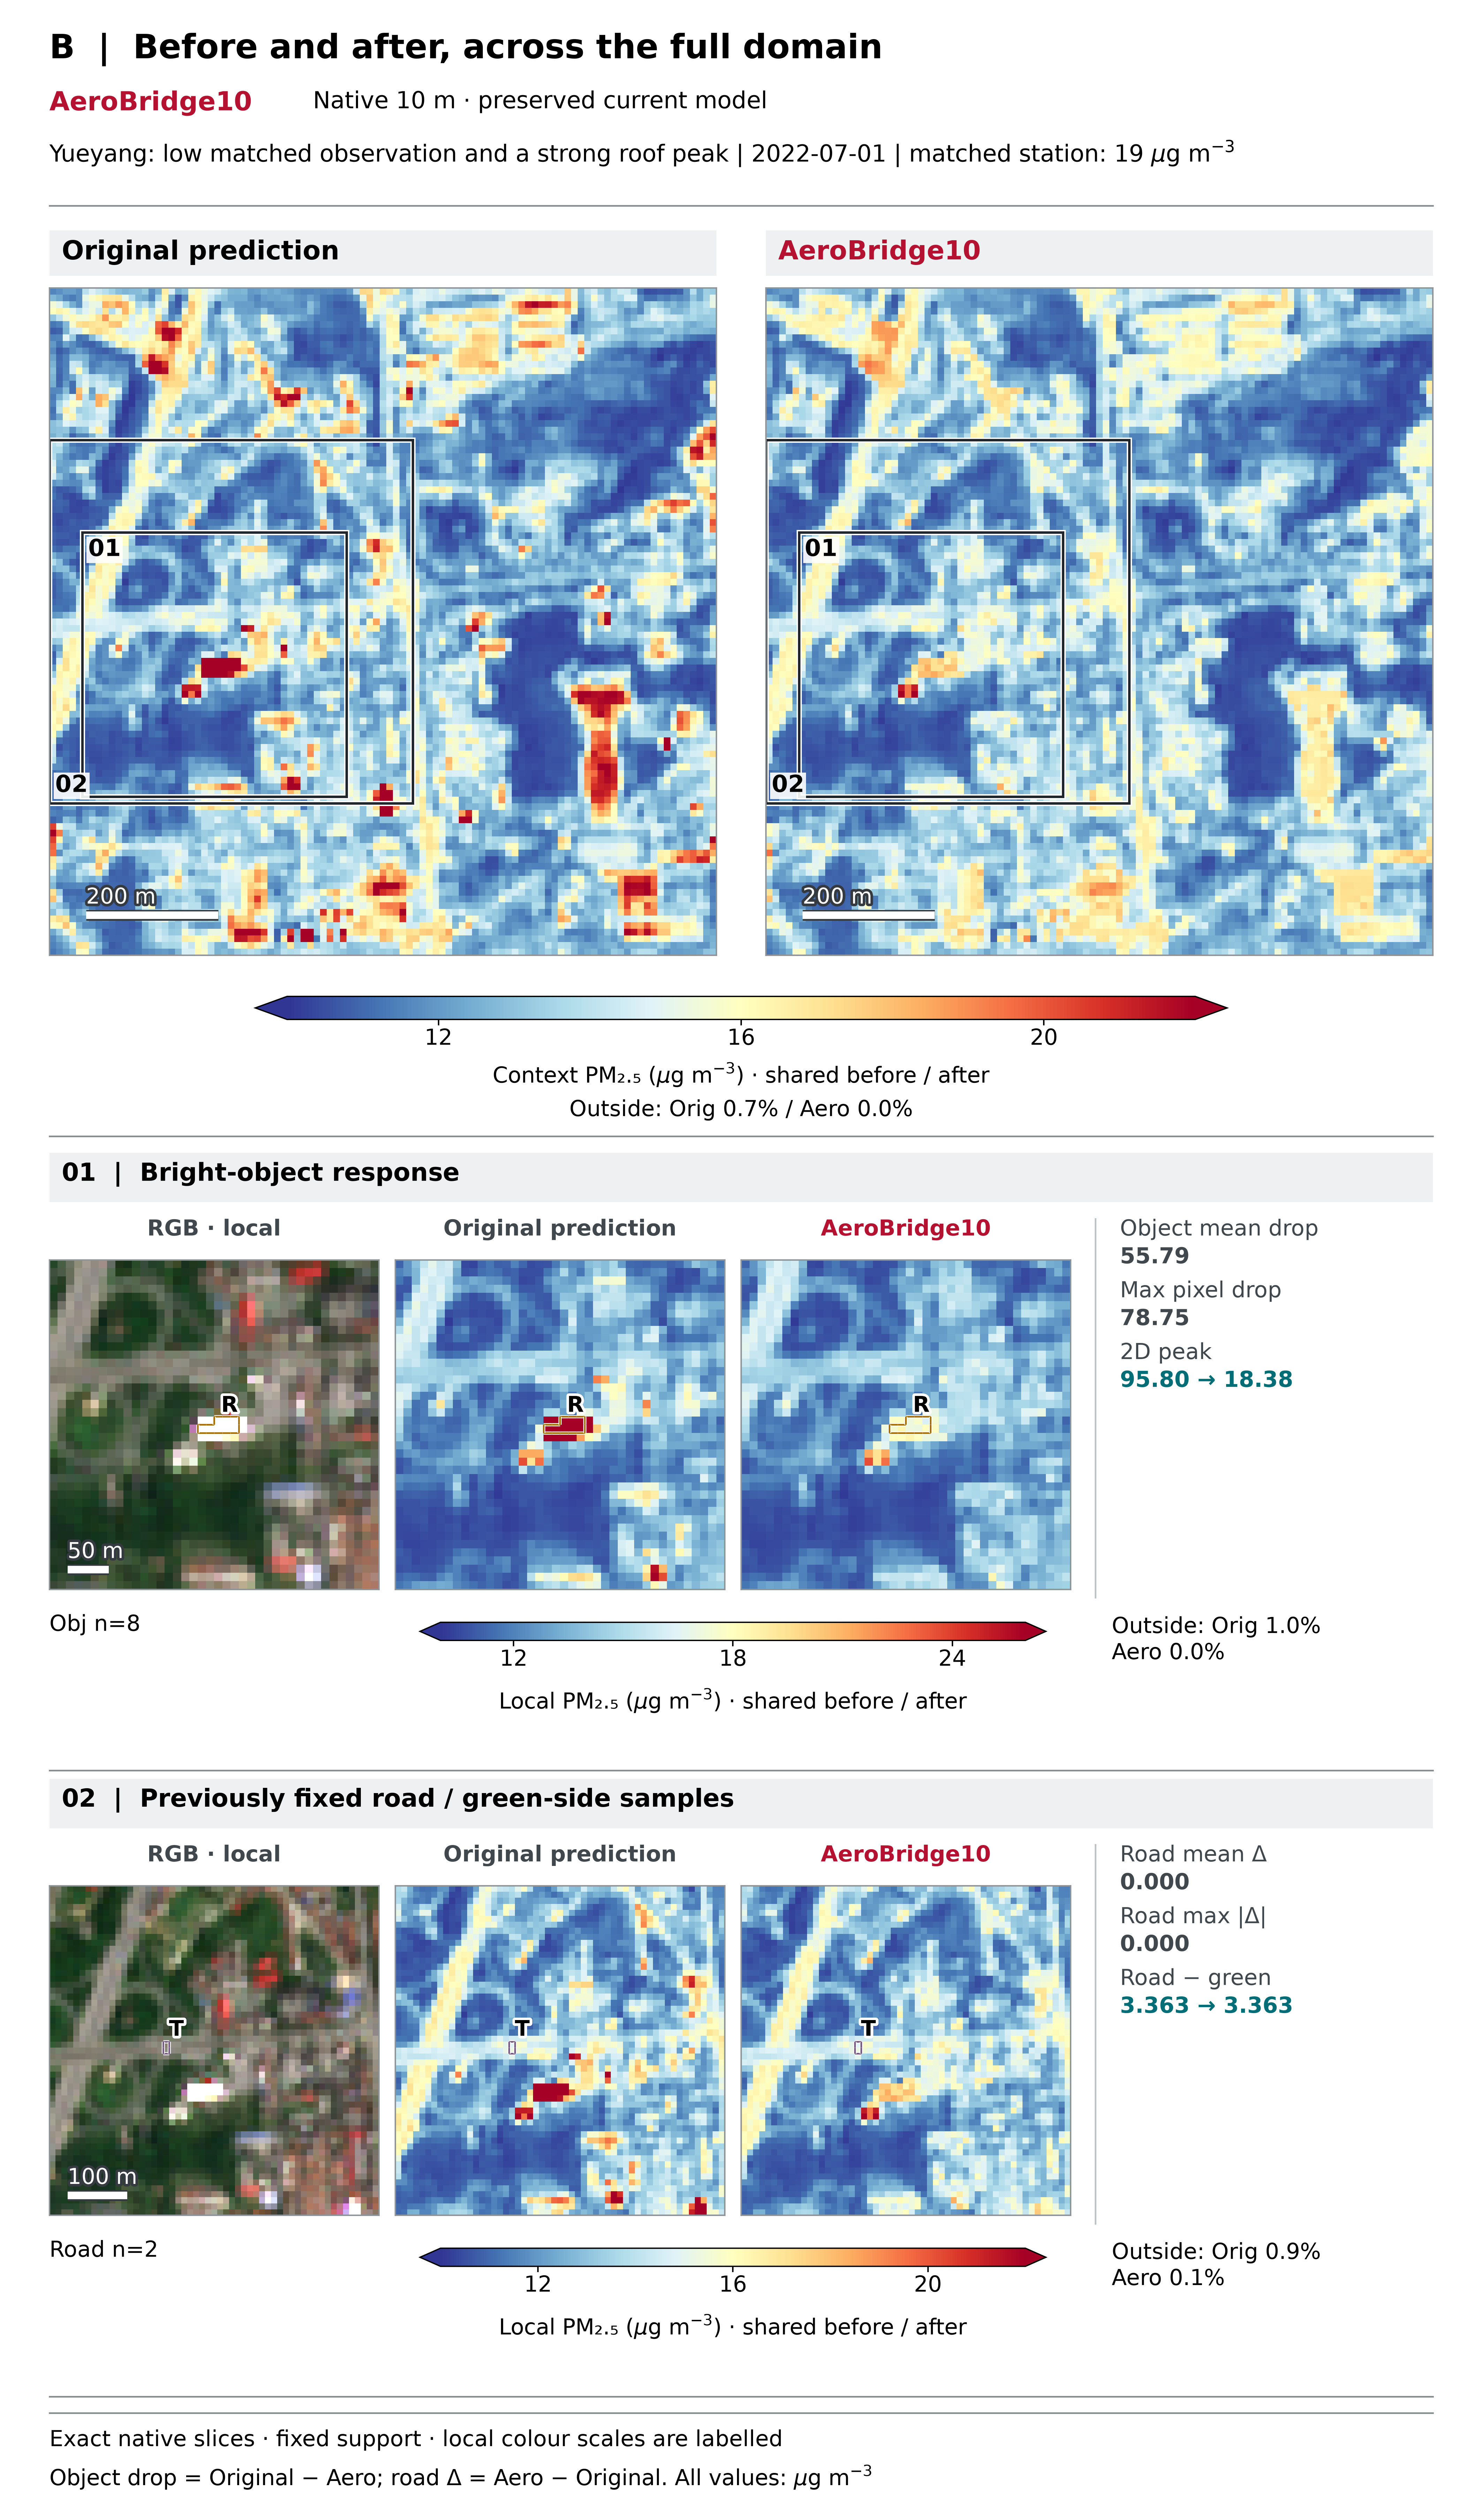 B | Before and after, across the full domain
AeroBridge10 Native 10 m · preserved current model
Yueyang: low matched observation and a strong roof peak | 2022-07-01 | matched station: 19 μg m⁻³
Original prediction
AeroBridge10
01
02
200 m
01
02
200 m
12 16 20
Context PM₂.₅ (μg m⁻³) · shared before / after
Outside: Orig 0.7% / Aero 0.0%
01 | Bright-object response
RGB · local
Original prediction
AeroBridge10
R
50 m
R
R
Object mean drop
55.79
Max pixel drop
78.75
2D peak
95.80 → 18.38
Obj n=8
12 18 24
Local PM₂.₅ (μg m⁻³) · shared before / after
Outside: Orig 1.0%
Aero 0.0%
02 | Previously fixed road / green-side samples
RGB · local
Original prediction
AeroBridge10
T
100 m
T
T
Road mean Δ
0.000
Road max |Δ|
0.000
Road − green
3.363 → 3.363
Road n=2
12 16 20
Local PM₂.₅ (μg m⁻³) · shared before / after
Outside: Orig 0.9%
Aero 0.1%
Exact native slices · fixed support · local colour scales are labelled
Object drop = Original − Aero; road Δ = Aero − Original. All values: μg m⁻³